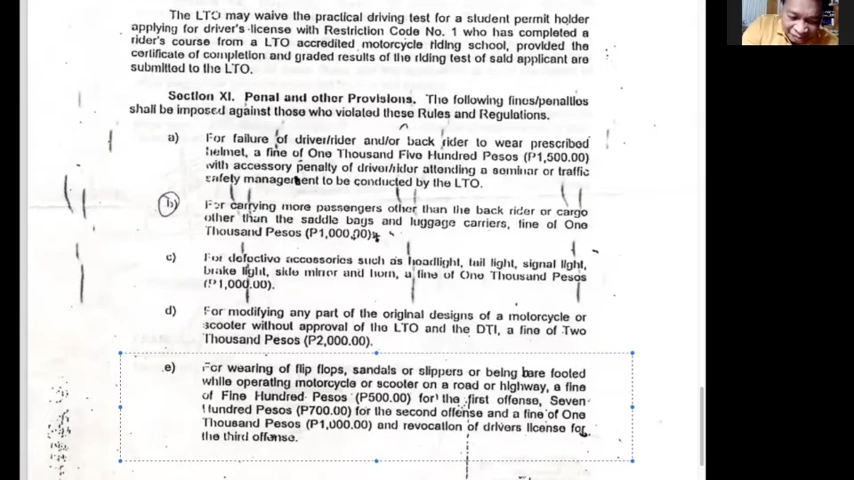 The LTO may waive the practical driving test for a student permit holder
applying for driver's license with Restriction Code No. 1 who has completed a
rider's course from a LTO accredited motorcycle riding school, provided the
certificate of completion and graded results of the riding test of said applicant are
submitted to the LTO.
Section XI. Penal and other Provisions. The following fines/penalties
shall be imposed against those who violated these Rules and Regulations.
a) For failure of driver/rider and/or back rider to wear prescribed
helmet, a fine of One Thousand Five Hundred Pesos (P1,500.00)
with accessory penalty of driver/rider attending a seminar or traffic
safety management to be conducted by the LTO.
b) For carrying more passengers other than the back rider or cargo
other than the saddle bags and luggage carriers, fine of One
Thousand Pesos (P1,000.00).
c) For defective accessories such as headlight, tail light, signal light,
brake light, side mirror and horn, a fine of One Thousand Pesos
(P1,000.00).
d) For modifying any part of the original designs of a motorcycle or
scooter without approval of the LTO and the DTI, a fine of Two
Thousand Pesos (P2,000.00).
e) For wearing of flip flops, sandals or slippers or being bare footed
while operating motorcycle or scooter on a road or highway, a fine
of Fine Hundred Pesos (P500.00) for the first offense, Seven
Hundred Pesos (P700.00) for the second offense and a fine of One
Thousand Pesos (P1,000.00) and revocation of drivers license for
the third offense.